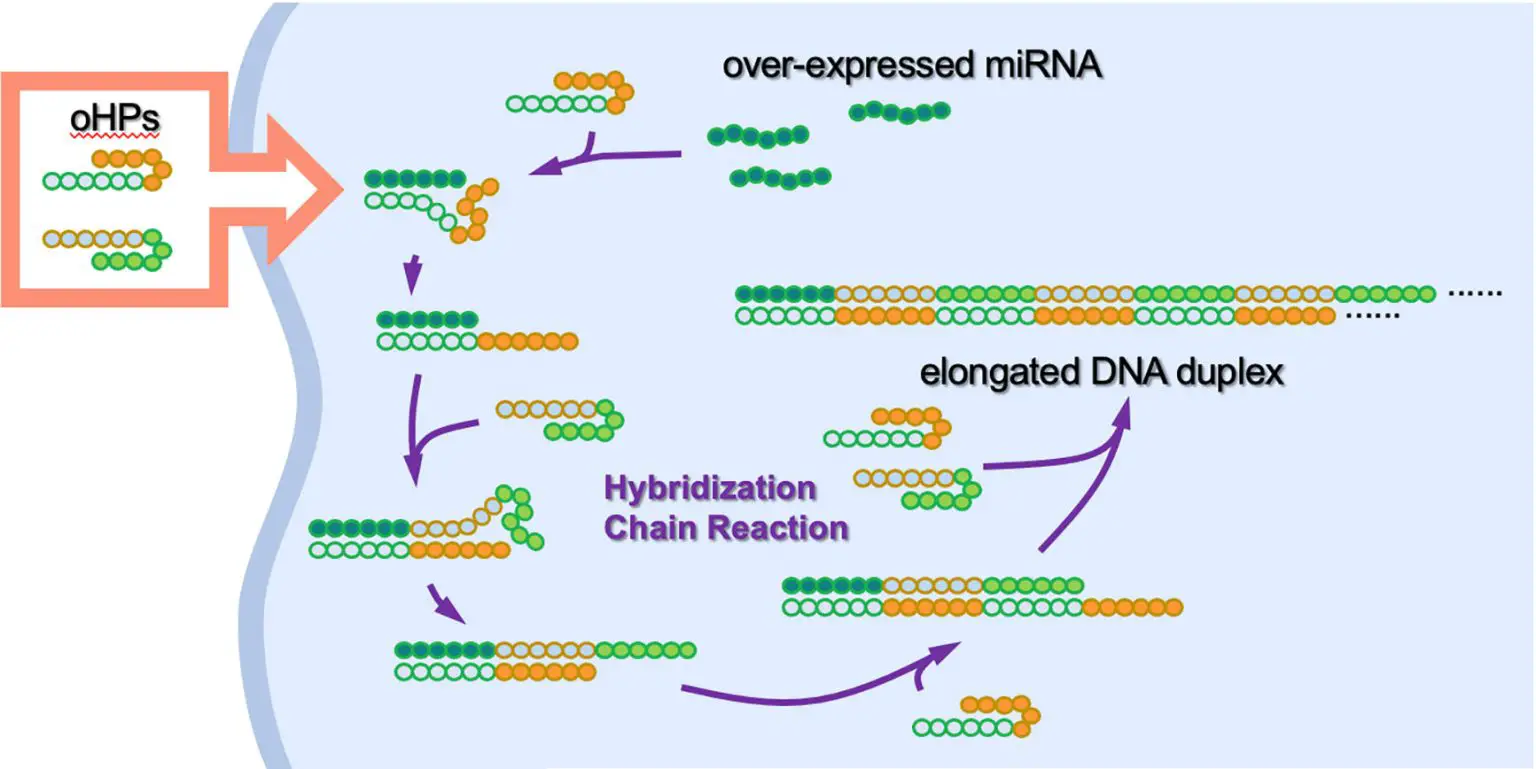 oHPs
over-expressed miRNA
......
......
elongated DNA duplex
Hybridization
Chain Reaction